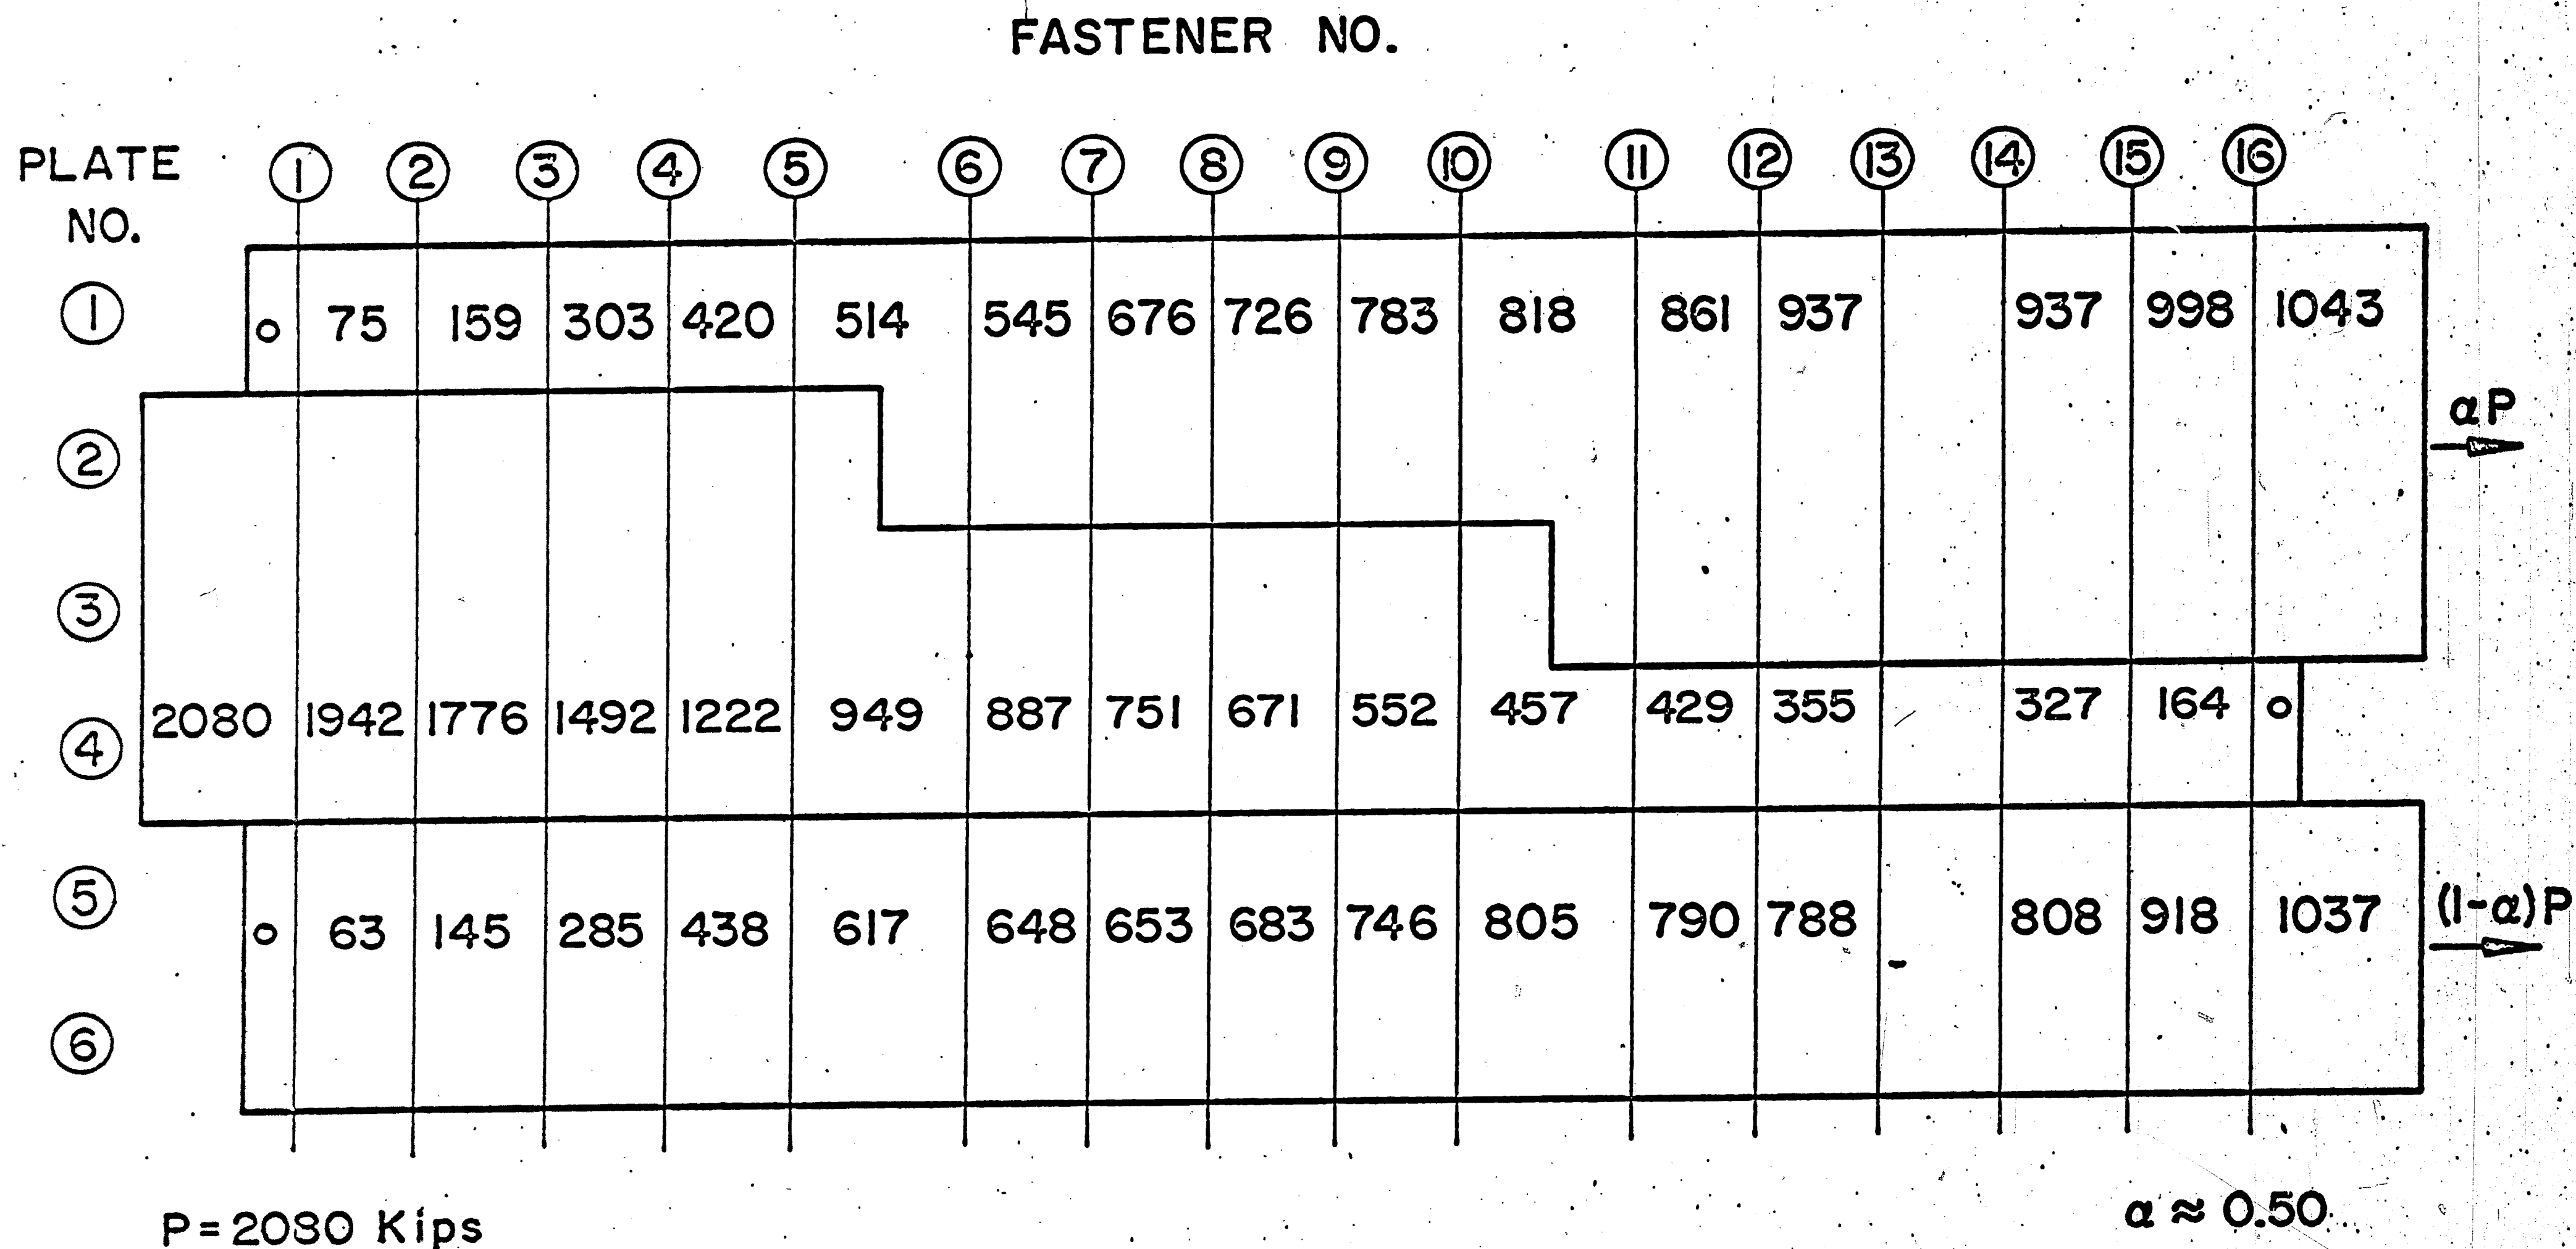 FASTENER NO.
PLATE NO.
1 2 3 4 5 6 7 8 9 10 11 12 13 14 15 16
1
0 75 159 303 420 514 545 676 726 783 818 861 937 937 998 1043
αP
2
3
4
2080 1942 1776 1492 1222 949 887 751 671 552 457 429 355 327 164 0
5
0 63 145 285 438 617 648 653 683 746 805 790 788 808 918 1037
(1-α)P
6
P=2080 Kips
α ≈ 0.50